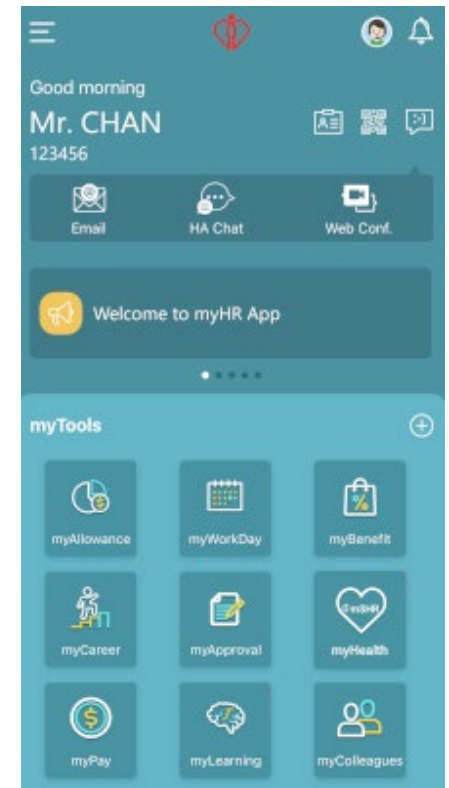 Good morning
Mr. CHAN
123456
Email HA Chat Web Conf.
Welcome to myHR App
myTools
myAllowance myWorkDay myBenefit
myCareer myApproval myHealth
myPay myLearning myColleagues